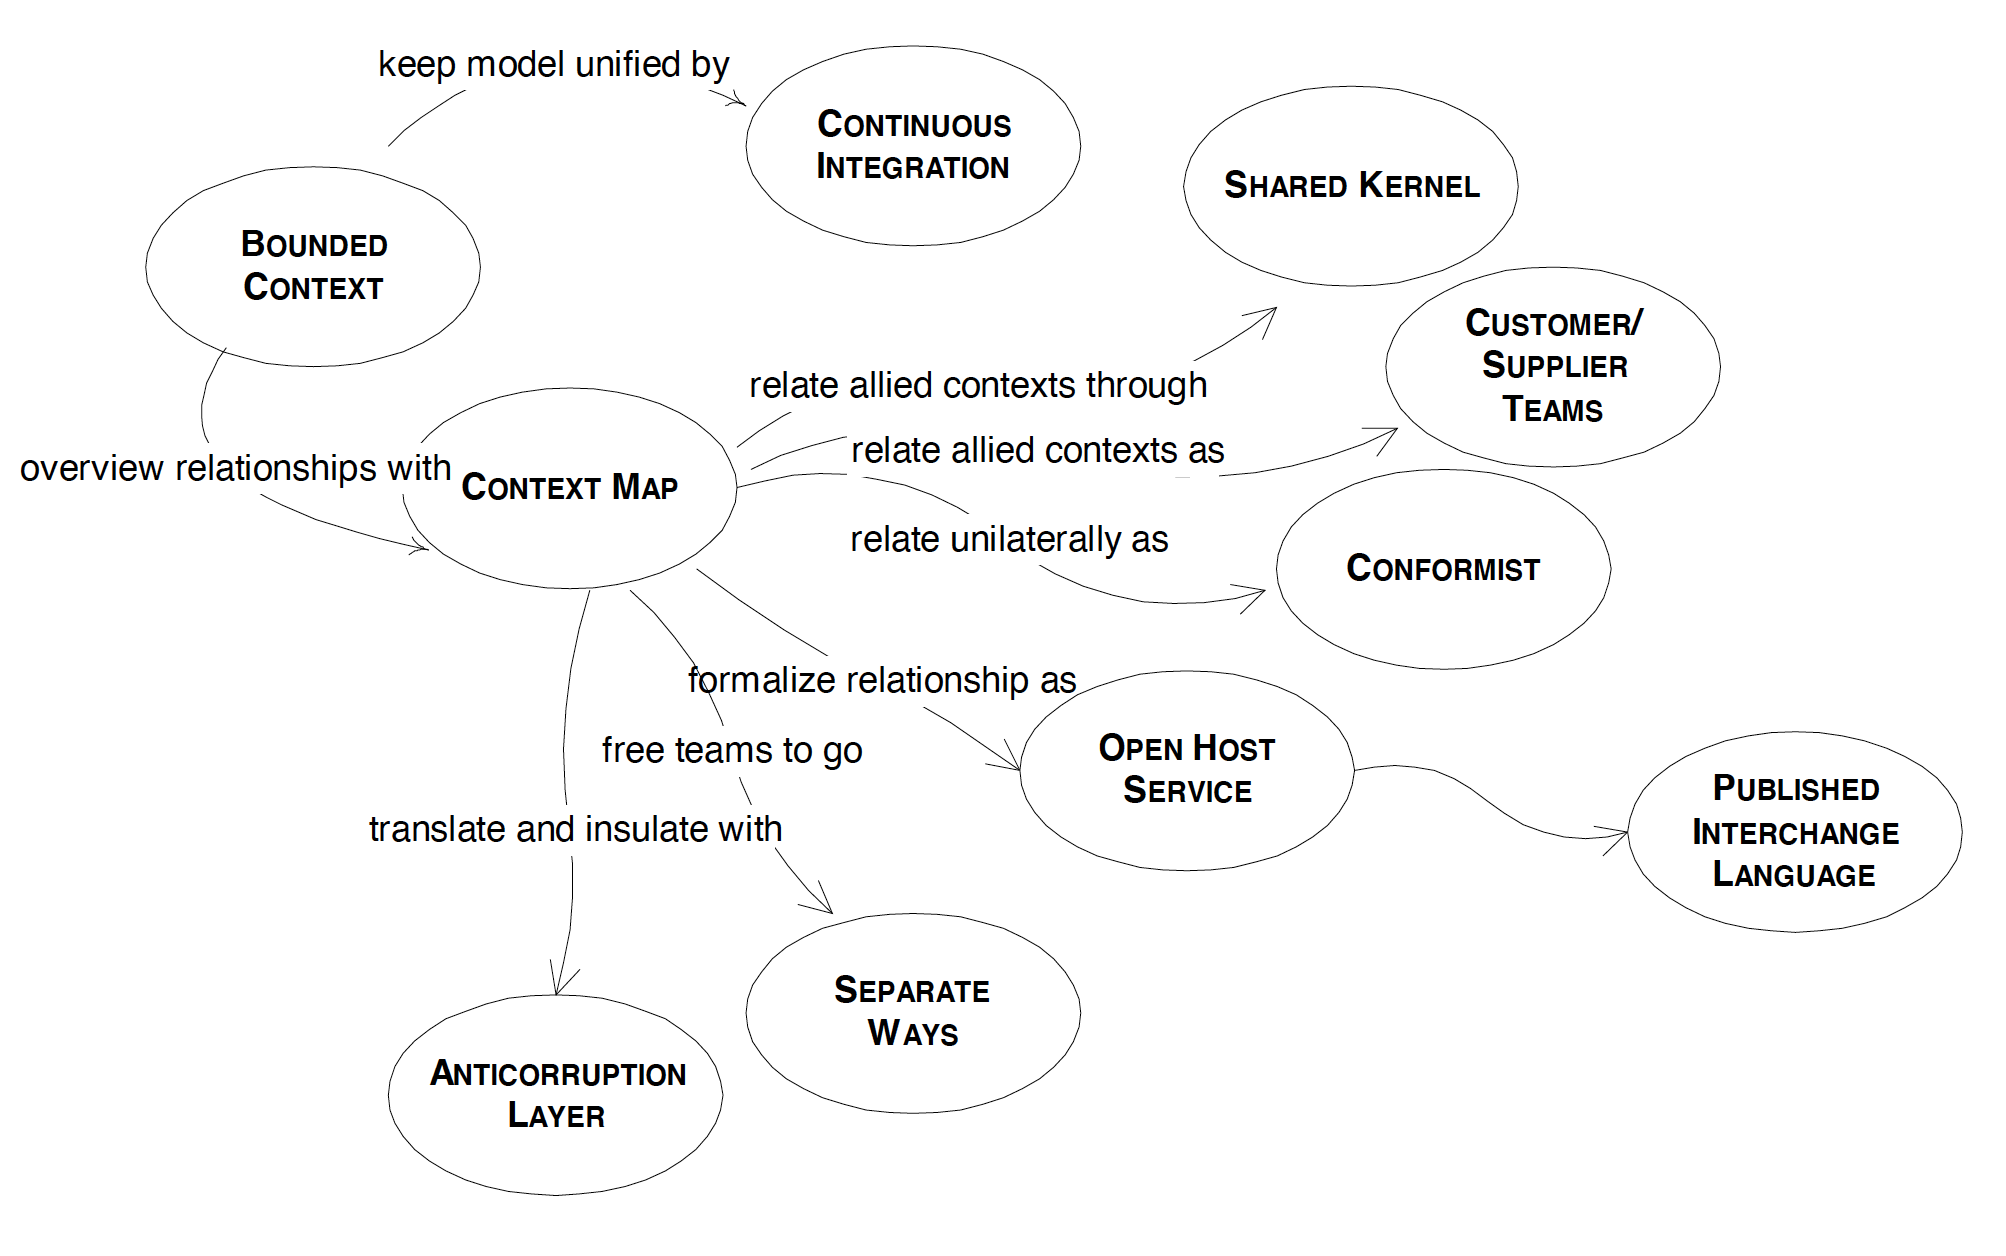 keep model unified by
CONTINUOUS
INTEGRATION
SHARED KERNEL
BOUNDED
CONTEXT
CUSTOMER/
SUPPLIER
TEAMS
relate allied contexts through
relate allied contexts as
overview relationships with
CONTEXT MAP
relate unilaterally as
CONFORMIST
formalize relationship as
free teams to go
OPEN HOST
SERVICE
PUBLISHED
INTERCHANGE
LANGUAGE
translate and insulate with
SEPARATE
WAYS
ANTICORRUPTION
LAYER